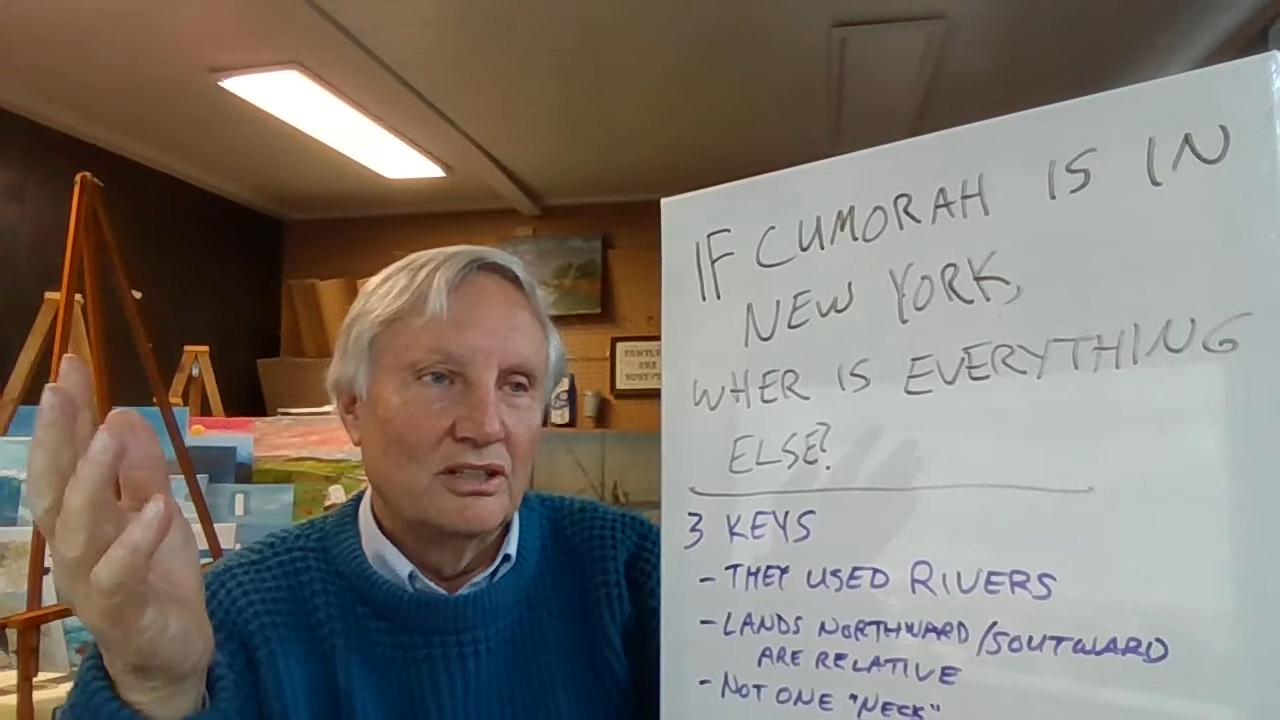 IF CUMORAH IS IN
NEW YORK,
WHER IS EVERYTHING
ELSE?
3 KEYS
- THEY USED RIVERS
- LANDS NORTHWARD/SOUTWARD
ARE RELATIVE
- NOT ONE "NECK"